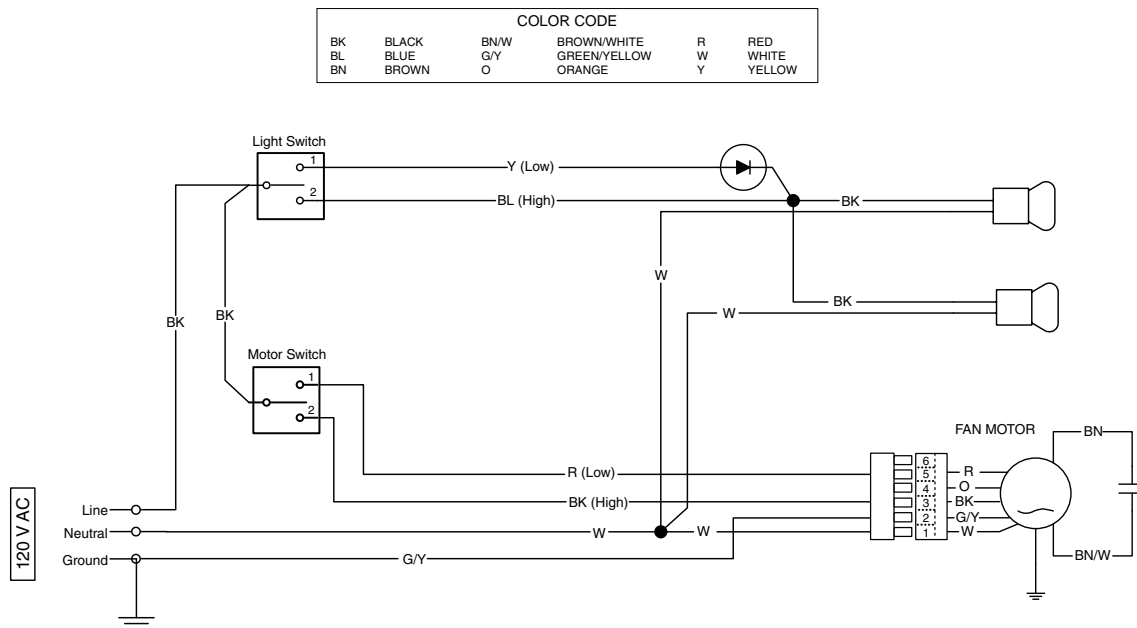 COLOR CODE
BK BLACK BN/W BROWN/WHITE R RED
BL BLUE G/Y GREEN/YELLOW W WHITE
BN BROWN O ORANGE Y YELLOW
Light Switch
1
Y (Low)
2
BL (High)
BK
W
BK
W
BK
BK
Motor Switch
1
2
FAN MOTOR
BN
R (Low)
6
5
R
4
O
BK (High)
3
BK
2
G/Y
1
W
120 V AC
Line
Neutral
W
W
Ground
G/Y
BN/W